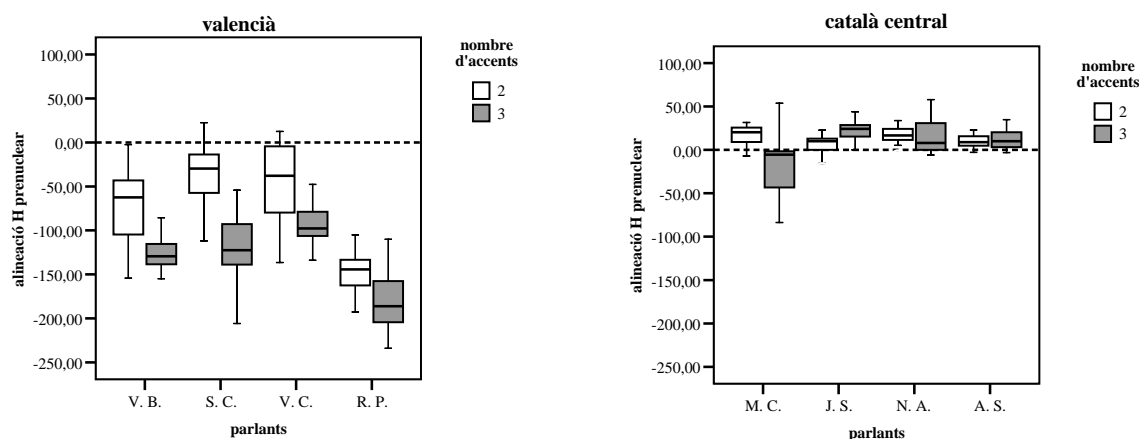 valencià
alineació H prenuclear
100,00
50,00
0,00
-50,00
-100,00
-150,00
-200,00
-250,00
V. B.
S. C.
V. C.
R. P.
parlants
nombre
d'accents
2
3
català central
alineació H prenuclear
100,00
50,00
0,00
-50,00
-100,00
-150,00
-200,00
-250,00
M. C.
J. S.
N. A.
A. S.
parlants
nombre
d'accents
2
3